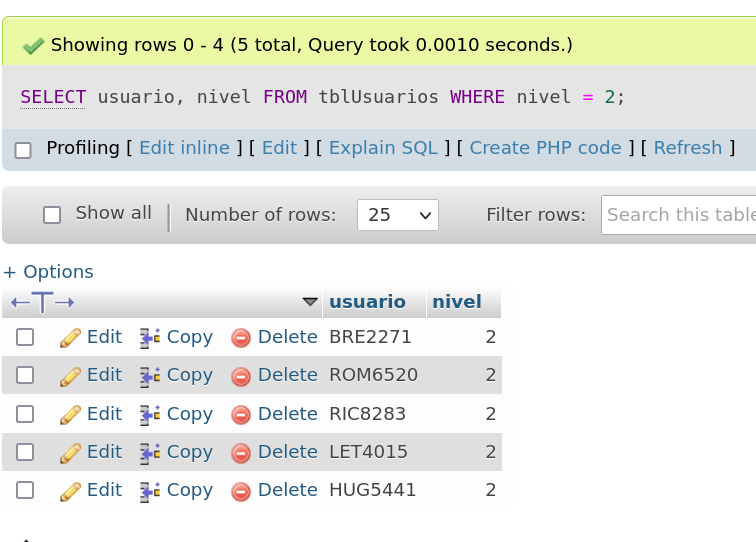 Showing rows 0 - 4 (5 total, Query took 0.0010 seconds.)
SELECT usuario, nivel FROM tblUsuarios WHERE nivel = 2;
Profiling [ Edit inline ] [ Edit ] [ Explain SQL ] [ Create PHP code ] [ Refresh ]
Show all Number of rows: 25 Filter rows: Search this table
+ Options
←T→ usuario nivel
Edit Copy Delete BRE2271 2
Edit Copy Delete ROM6520 2
Edit Copy Delete RIC8283 2
Edit Copy Delete LET4015 2
Edit Copy Delete HUG5441 2